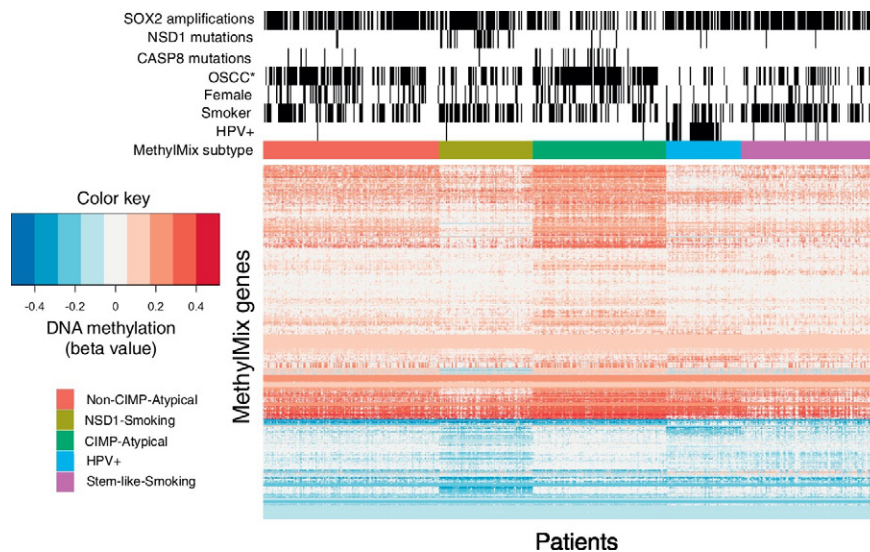 SOX2 amplifications
NSD1 mutations
CASP8 mutations
OSCC*
Female
Smoker
HPV+
MethylMix subtype
Color key
-0.4 -0.2 0 0.2 0.4
DNA methylation
(beta value)
Non-CIMP-Atypical
NSD1-Smoking
CIMP-Atypical
HPV+
Stem-like-Smoking
MethylMix genes
Patients